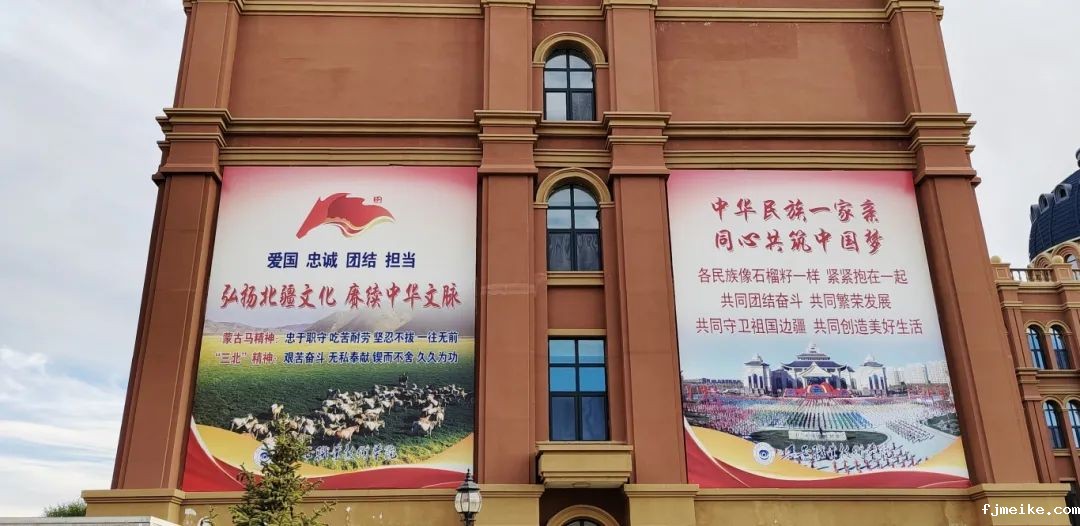 爱国 忠诚 团结 担当
弘扬北疆文化 赓续中华文脉
蒙古马精神：忠于职守 吃苦耐劳 坚忍不拔 一往无前
“三北”精神：艰苦奋斗 无私奉献 锲而不舍 久久为功
中华民族一家亲
同心共筑中国梦
各民族像石榴籽一样 紧紧抱在一起
共同团结奋斗 共同繁荣发展
共同守卫祖国边疆 共同创造美好生活
fjmeike.com